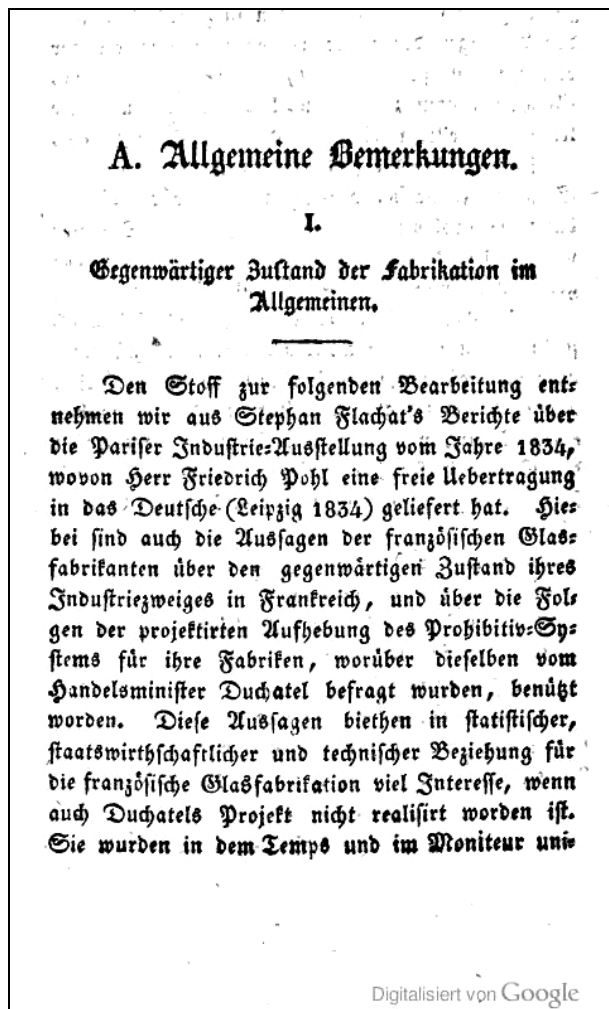 A. Allgemeine Bemerkungen.
I.
Gegenwärtiger Zustand der Fabrikation im
Allgemeinen.
Den Stoff zur folgenden Bearbeitung ent-
nehmen wir aus Stephan Flachat's Berichte über
die Pariser Industrie-Ausstellung vom Jahre 1834,
wovon Herr Friedrich Pohl eine freie Uebertragung
in das Deutsche (Leipzig 1834) geliefert hat. Hie-
bei sind auch die Aussagen der französischen Glas-
fabrikanten über den gegenwärtigen Zustand ihres
Industriezweiges in Frankreich, und über die Fol-
gen der projektirten Aufhebung des Prohibitiv-Sy-
stems für ihre Fabriken, worüber dieselben vom
Handelsminister Duchatel befragt wurden, benützt
worden. Diese Aussagen biethen in statistischer,
staatswirthschaftlicher und technischer Beziehung für
die französische Glasfabrikation viel Interesse, wenn
auch Duchatels Projekt nicht realisirt worden ist.
Sie wurden in dem Temps und im Moniteur uni-
Digitalisiert von Google